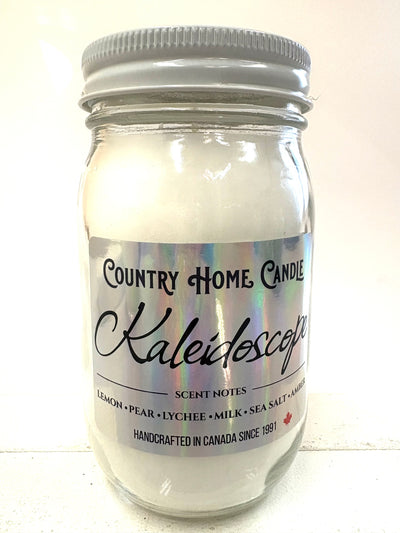 Country Home Candle
Kaleidoscope
SCENT NOTES
LEMON • PEAR • LYCHEE • MILK • SEA SALT • AMBER
HANDCRAFTED IN CANADA SINCE 1991